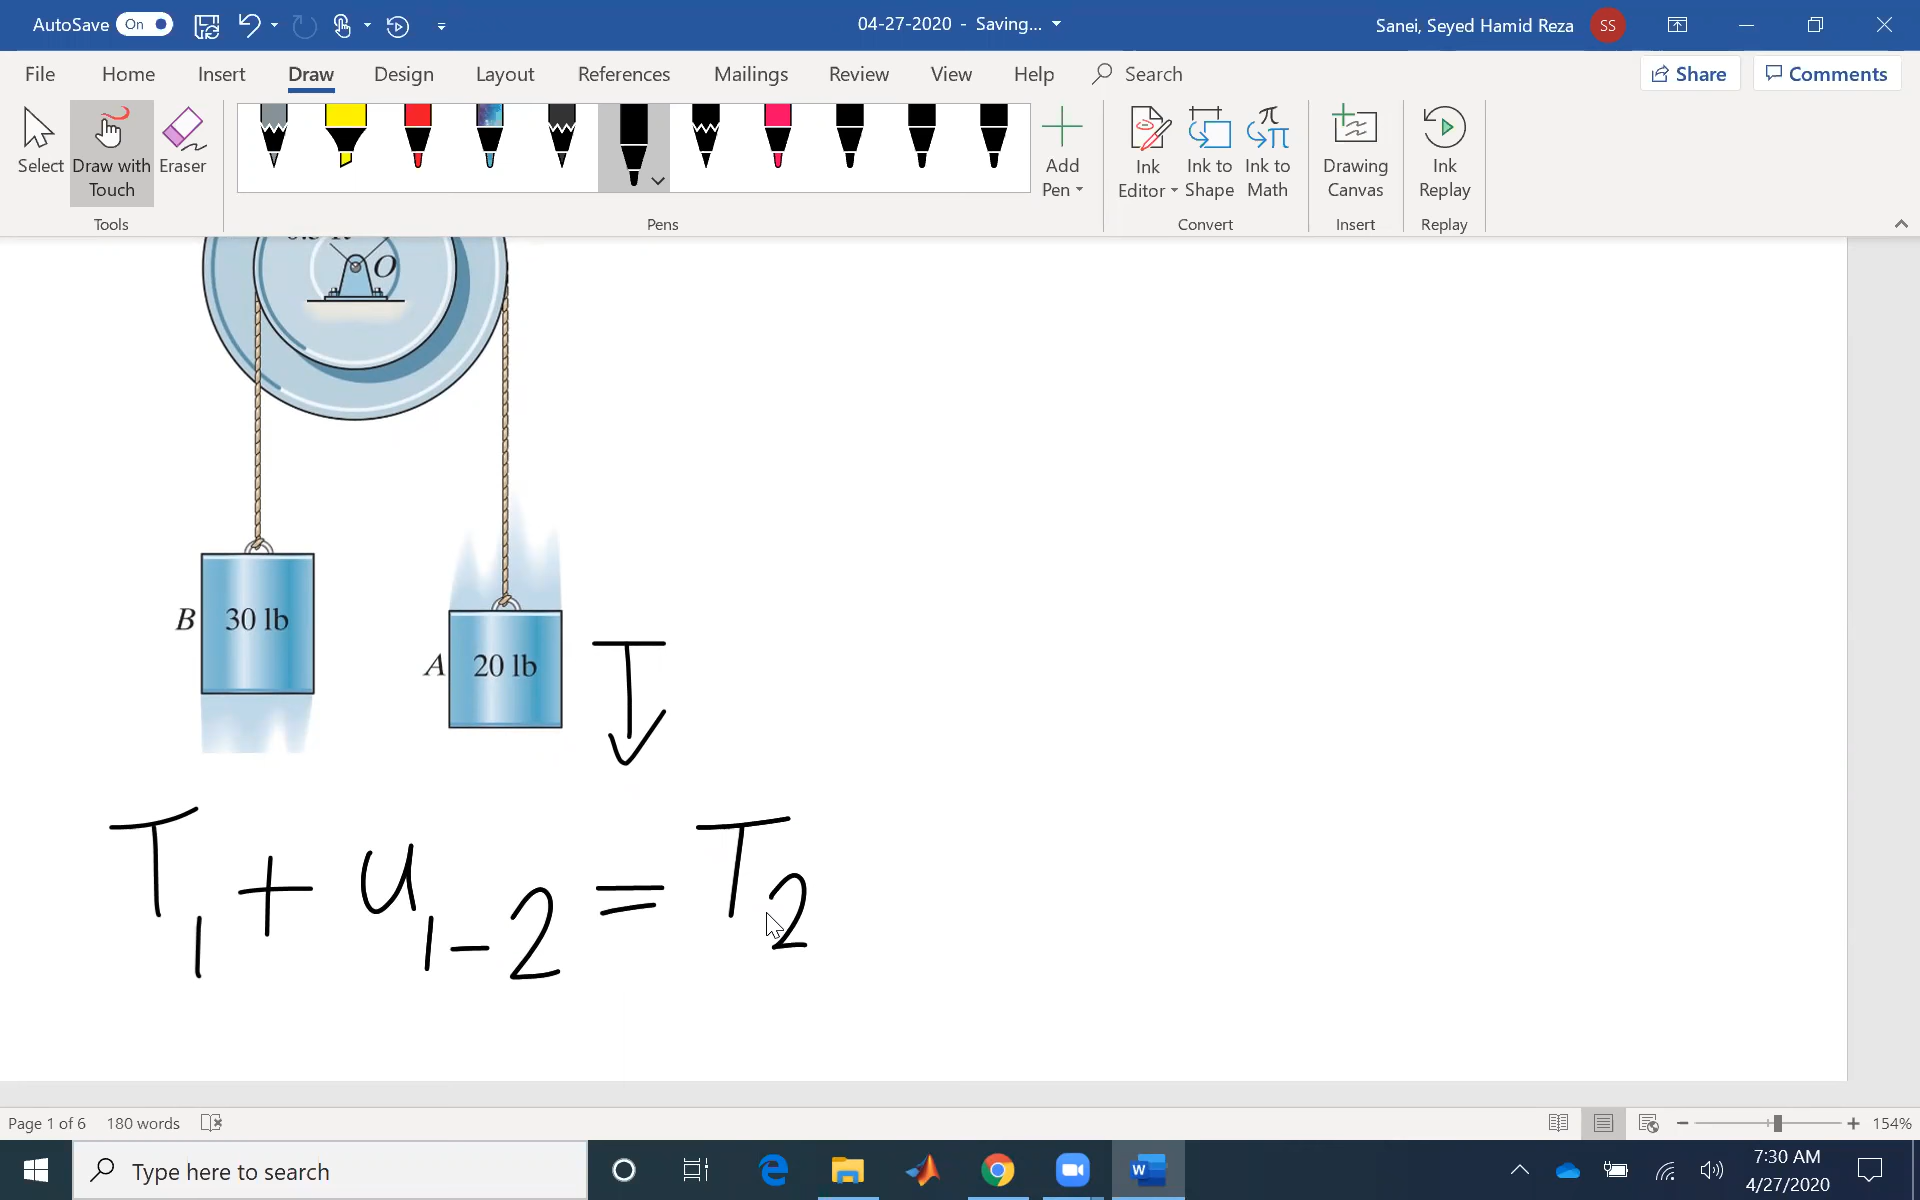 AutoSave On 04-27-2020 - Saving... Sanei, Seyed Hamid Reza SS
File Home Insert Draw Design Layout References Mailings Review View Help Search Share Comments
Select Draw with Touch Eraser Add Pen Ink Editor Ink to Shape Ink to Math Drawing Canvas Ink Replay
Tools Pens Convert Insert Replay
O
B 30 lb
A 20 lb
T₁ + U₁₋₂ = T₂
Page 1 of 6 180 words 154%
Type here to search 7:30 AM
4/27/2020